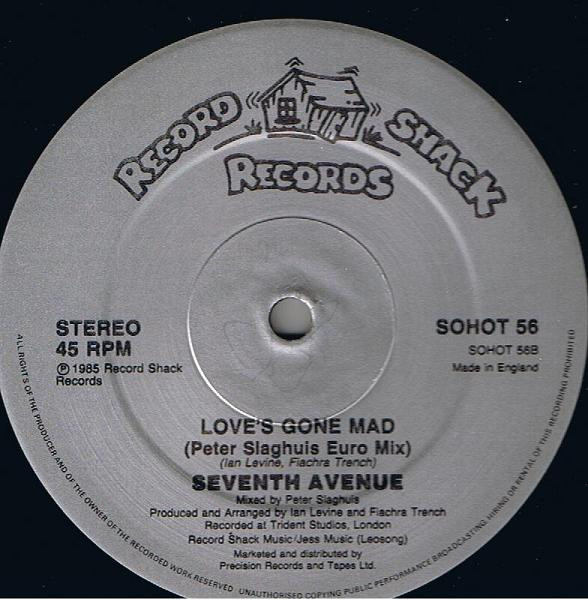 RECORD SHACK
RECORDS
STEREO
45 RPM
℗ 1985 Record Shack
Records
SOHOT 56
SOHOT 56B
Made in England
LOVE'S GONE MAD
(Peter Slaghuis Euro Mix)
(Ian Levine, Fiachra Trench)
SEVENTH AVENUE
Mixed by Peter Slaghuis
Produced and Arranged by Ian Levine and Fiachra Trench
Recorded at Trident Studios, London
Record Shack Music/Jess Music (Leosong)
Marketed and distributed by
Precision Records and Tapes Ltd.
ALL RIGHTS OF THE PRODUCER AND OF THE OWNER OF THE RECORDED WORK RESERVED UNAUTHORISED COPYING PUBLIC PERFORMANCE BROADCASTING, HIRING OR RENTAL OF THIS RECORDING PROHIBITED